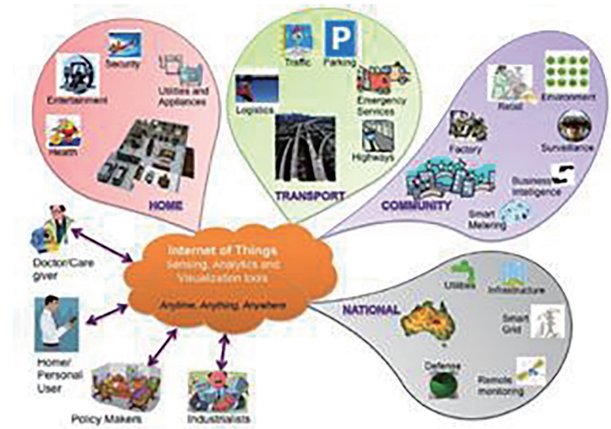 Security
Entertainment
Utilities and
Appliances
Health
HOME
Traffic
P
Parking
Logistics
Emergency
Services
Highways
TRANSPORT
Retail
Environment
Factory
Surveillance
Business
Intelligence
COMMUNITY
Smart
Metering
Internet of Things
Sensing, Analytics and
Visualization tools
Anytime, Anything, Anywhere
NATIONAL
Utilities
Infrastructure
Smart
Grid
Defense
Remote
monitoring
Doctor/Care
giver
Home/
Personal
User
Policy Makers
Industrialists